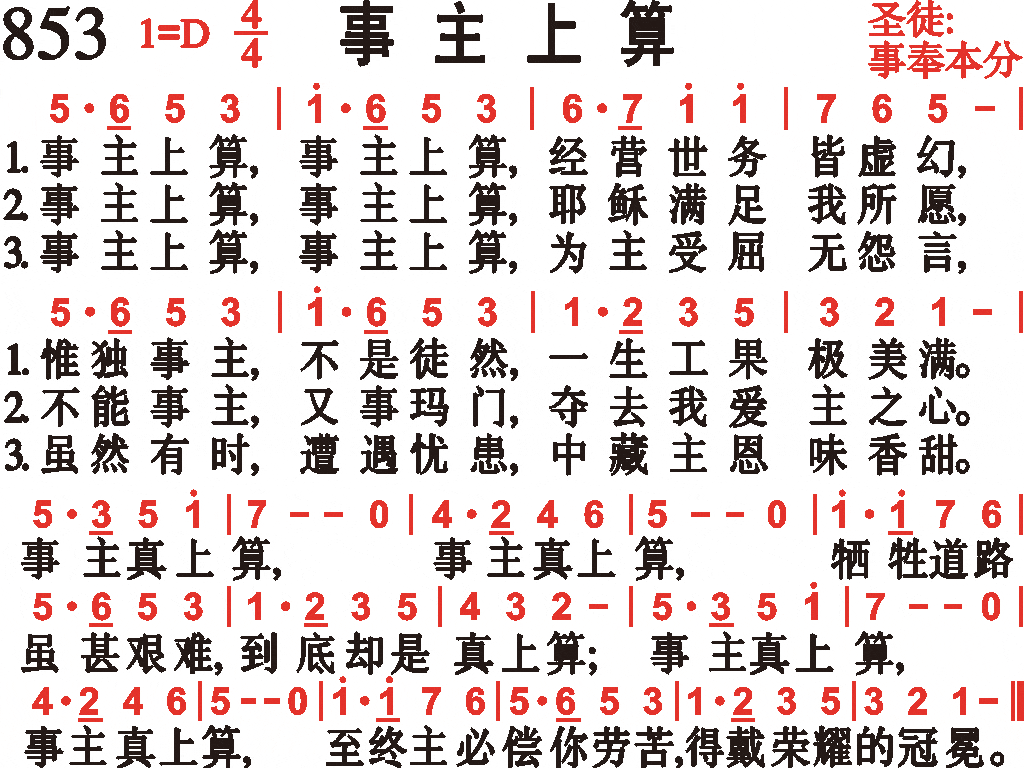 853 1=D 4/4 事主上算 圣徒:
事奉本分
5·6 5 3 | i·6 5 3 | 6·7 i i | 7 6 5 - |
1.事主上算, 事主上算, 经营世务 皆虚幻,
2.事主上算, 事主上算, 耶稣满足 我所愿,
3.事主上算, 事主上算, 为主受屈 无怨言,
5·6 5 3 | i·6 5 3 | 1·2 3 5 | 3 2 1 - |
1.惟独事主, 不是徒然, 一生工果 极美满。
2.不能事主, 又事玛门, 夺去我爱 主之心。
3.虽然有时, 遭遇忧患, 中藏主恩 味香甜。
5·3 5 i | 7 - - 0 | 4·2 4 6 | 5 - - 0 | i·i 7 6 |
事主真上算, 事主真上算, 牺牲道路
5·6 5 3 | 1·2 3 5 | 4 3 2 - | 5·3 5 i | 7 - - 0 |
虽甚艰难,到底却是真上算; 事主真上算,
4·2 4 6 | 5 - - 0 | i·i 7 6 | 5·6 5 3 | 1·2 3 5 | 3 2 1 - ‖
事主真上算, 至终主必偿你劳苦,得戴荣耀的冠冕。